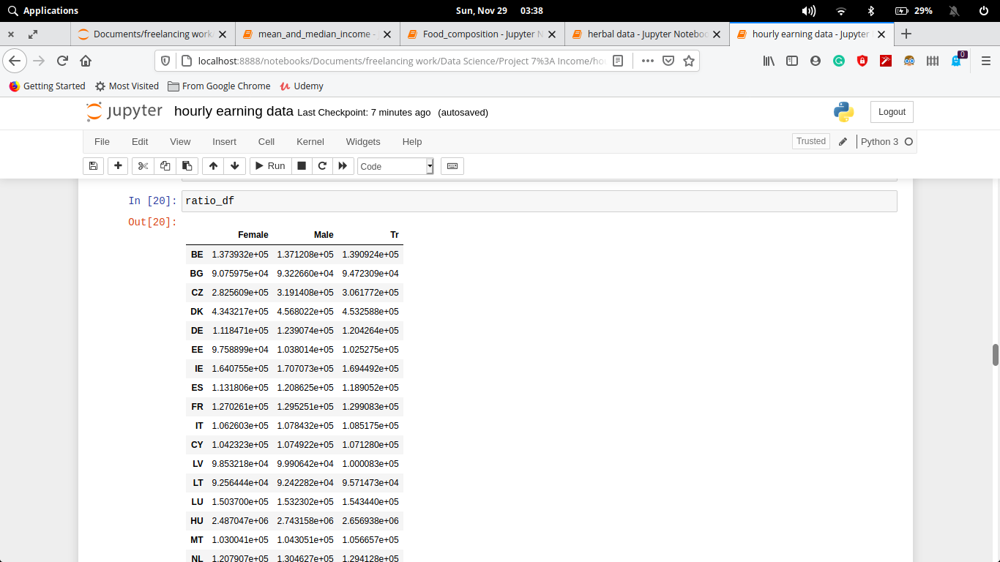 Applications Sun, Nov 29 03:38 29%
Documents/freelancing work mean_and_median_income - Food_composition - Jupyter N herbal data - Jupyter Noteboo hourly earning data - Jupyter
localhost:8888/notebooks/Documents/freelancing work/Data Science/Project 7%3A Income/ho 0
Getting Started Most Visited From Google Chrome Udemy
jupyter hourly earning data Last Checkpoint: 7 minutes ago (autosaved) Logout
File Edit View Insert Cell Kernel Widgets Help Trusted Python 3
Run Code
In [20]: ratio_df
Out[20]:
Female Male Tr
BE 1.373932e+05 1.371208e+05 1.390924e+05
BG 9.075975e+04 9.322660e+04 9.472309e+04
CZ 2.825609e+05 3.191408e+05 3.061772e+05
DK 4.343217e+05 4.568022e+05 4.532588e+05
DE 1.118471e+05 1.239074e+05 1.204264e+05
EE 9.758899e+04 1.038014e+05 1.025275e+05
IE 1.640755e+05 1.707073e+05 1.694492e+05
ES 1.131806e+05 1.208625e+05 1.189052e+05
FR 1.270261e+05 1.295251e+05 1.299083e+05
IT 1.062603e+05 1.078432e+05 1.085175e+05
CY 1.042323e+05 1.074922e+05 1.071280e+05
LV 9.853218e+04 9.990642e+04 1.000083e+05
LT 9.256444e+04 9.242282e+04 9.571473e+04
LU 1.503700e+05 1.532302e+05 1.543440e+05
HU 2.487047e+06 2.743158e+06 2.656938e+06
MT 1.030041e+05 1.043051e+05 1.056657e+05
NL 1.207907e+05 1.304627e+05 1.294128e+05